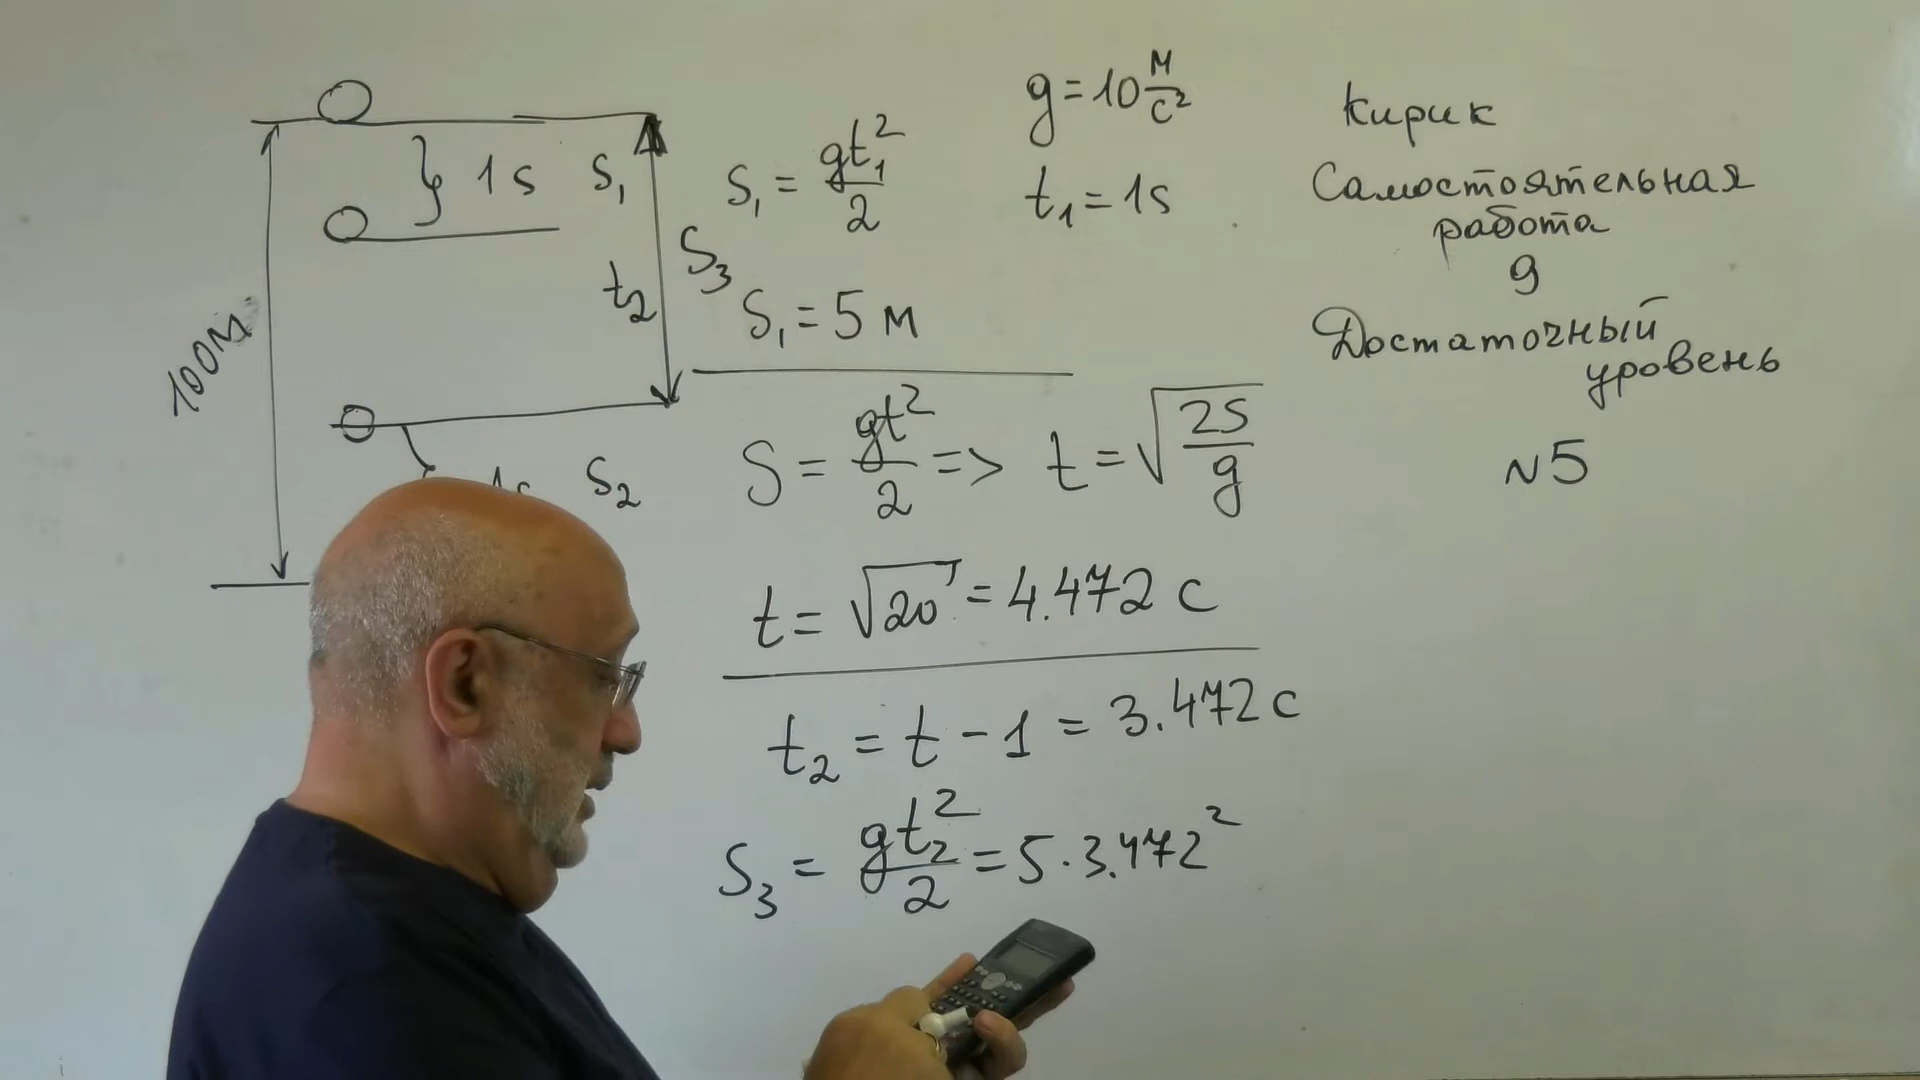 1s S₁
100м
t₂ S₃
S₂
S₁ = gt₁²/2
S₁ = 5 м
g = 10 м/с²
t₁ = 1s
S = gt²/2 => t = √(2S/g)
t = √20 = 4.472 с
t₂ = t - 1 = 3.472 с
S₃ = gt₂²/2 = 5 · 3.472²
Кирик
Самостоятельная
работа
9
Достаточный
уровень
N5